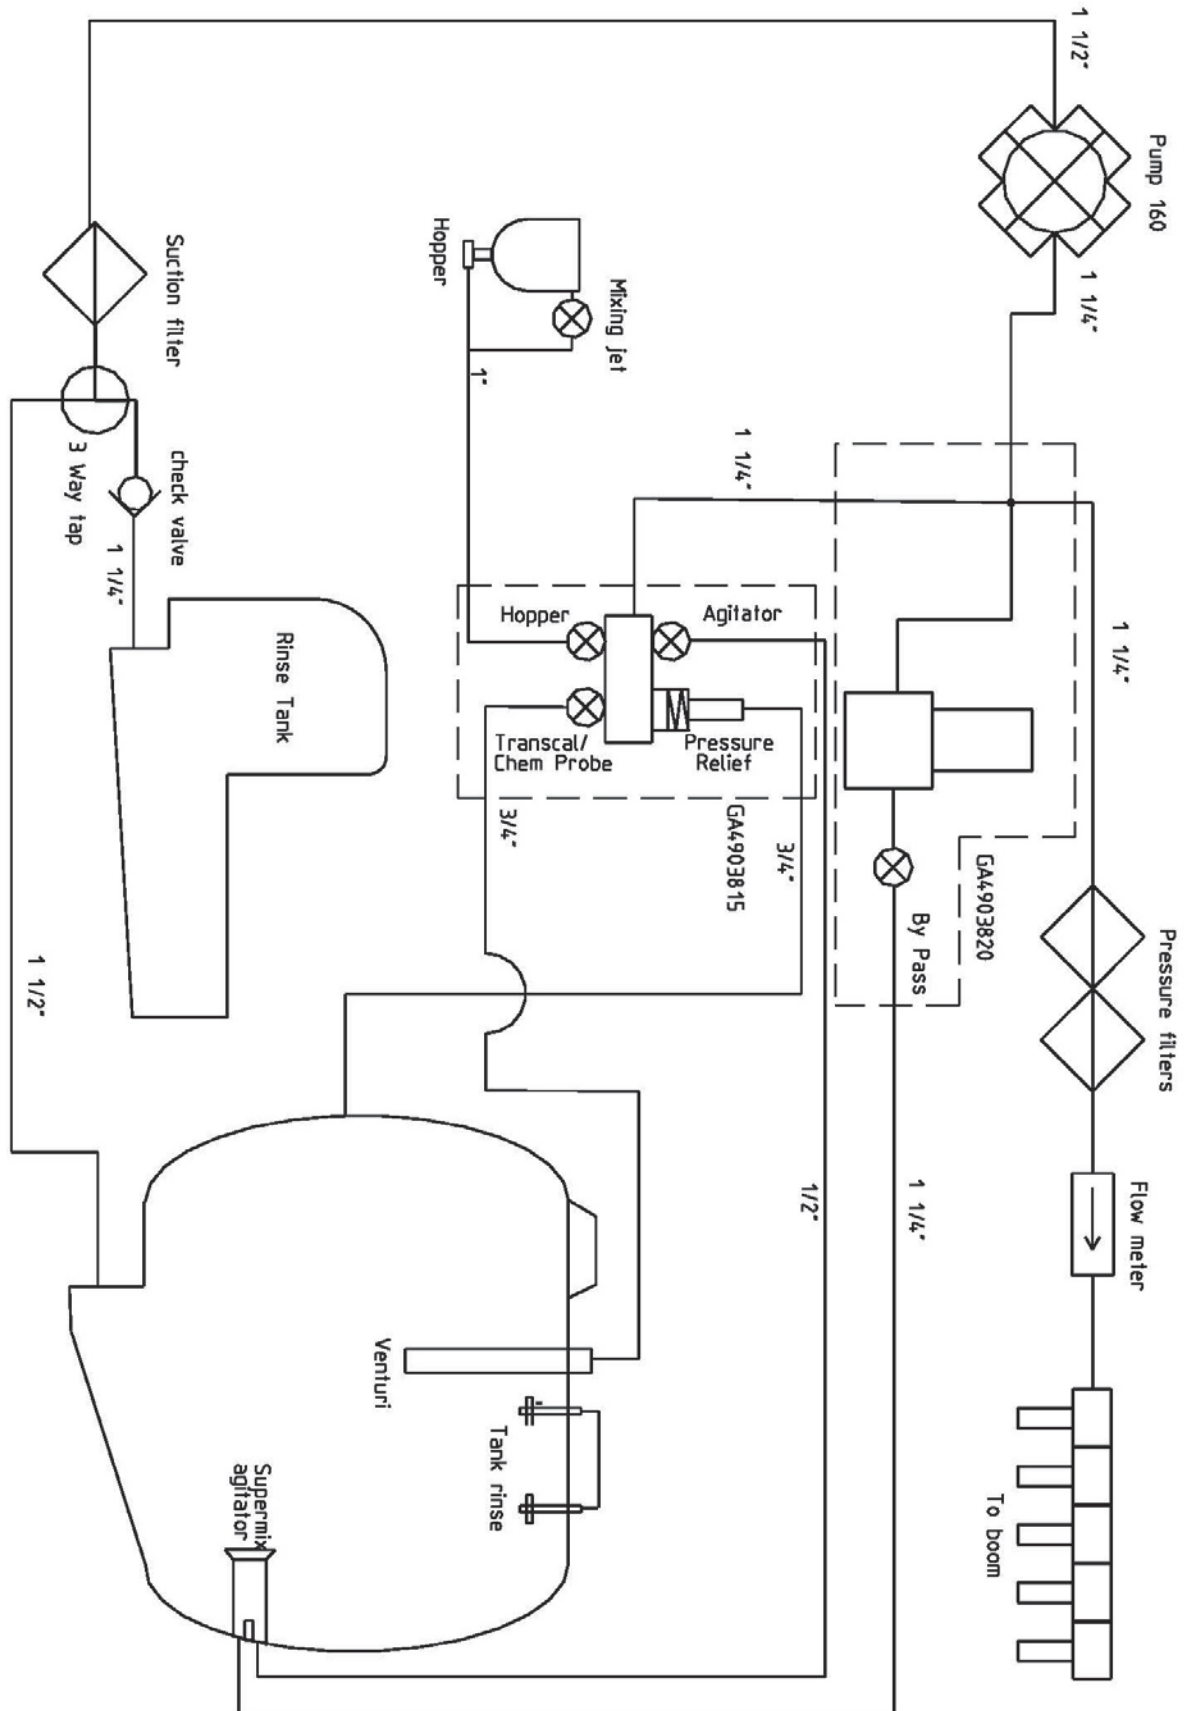 1 1/2"
Pump 160
1 1/4"
Suction filter
Hopper
Mixing jet
1"
3 Way tap
check valve
1 1/4"
Rinse Tank
1 1/4"
Hopper
Agitator
Transcal/
Chem Probe
Pressure
Relief
GA4903815
3/4"
3/4"
1 1/4"
GA4903820
By Pass
Pressure filters
1 1/2"
1/2"
1 1/4"
Flow meter
Venturi
Tank rinse
Supermix
agitator
To boom